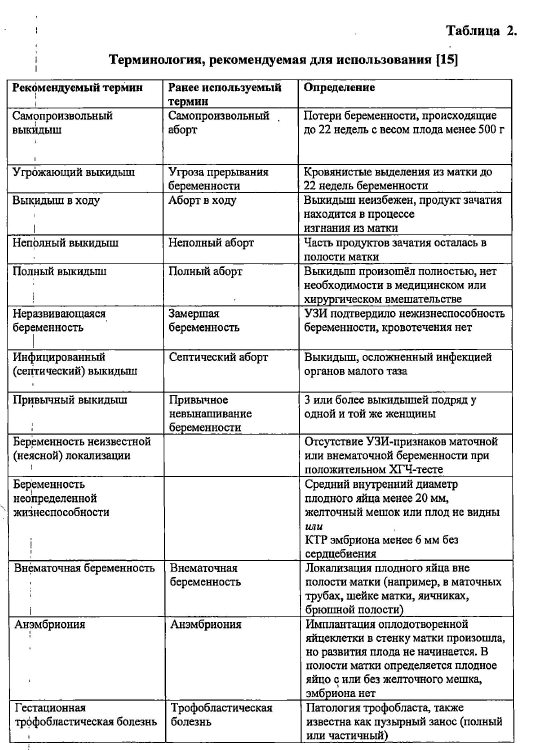 Таблица 2.
Терминология, рекомендуемая для использования [15]
Рекомендуемый термин
Ранее используемый
термин
Определение
Самопроизвольный
выкидыш
Самопроизвольный
аборт
Потери беременности, происходящие
до 22 недель с весом плода менее 500 г
Угрожающий выкидыш
Угроза прерывания
беременности
Кровянистые выделения из матки до
22 недель беременности
Выкидыш в ходу
Аборт в ходу
Выкидыш неизбежен, продукт зачатия
находится в процессе
изгнания из матки
Неполный выкидыш
Неполный аборт
Часть продуктов зачатия осталась в
полости матки
Полный выкидыш
Полный аборт
Выкидыш произошёл полностью, нет
необходимости в медицинском или
хирургическом вмешательстве
Неразвивающаяся
беременность
Замершая
беременность
УЗИ подтвердило нежизнеспособность
беременности, кровотечения нет
Инфицированный
(септический) выкидыш
Септический аборт
Выкидыш, осложненный инфекцией
органов малого таза
Привычный выкидыш
Привычное
невынашивание
беременности
3 или более выкидышей подряд у
одной и той же женщины
Беременность неизвестной
(неясной) локализации
Отсутствие УЗИ-признаков маточной
или внематочной беременности при
положительном ХГЧ-тесте
Беременность
неопределенной
жизнеспособности
Средний внутренний диаметр
плодного яйца менее 20 мм,
желточный мешок или плод не видны
или
КТР эмбриона менее 6 мм без
сердцебиения
Внематочная беременность
Внематочная
беременность
Локализация плодного яйца вне
полости матки (например, в маточных
трубах, шейке матки, яичниках,
брюшной полости)
Анэмбриония
Анэмбриония
Имплантация оплодотворенной
яйцеклетки в стенку матки произошла,
но развития плода не начинается. В
полости матки определяется плодное
яйцо с или без желточного мешка,
эмбриона нет
Гестационная
трофобластическая болезнь
Трофобластическая
болезнь
Патология трофобласта, также
известна как пузырный занос (полный
или частичный)